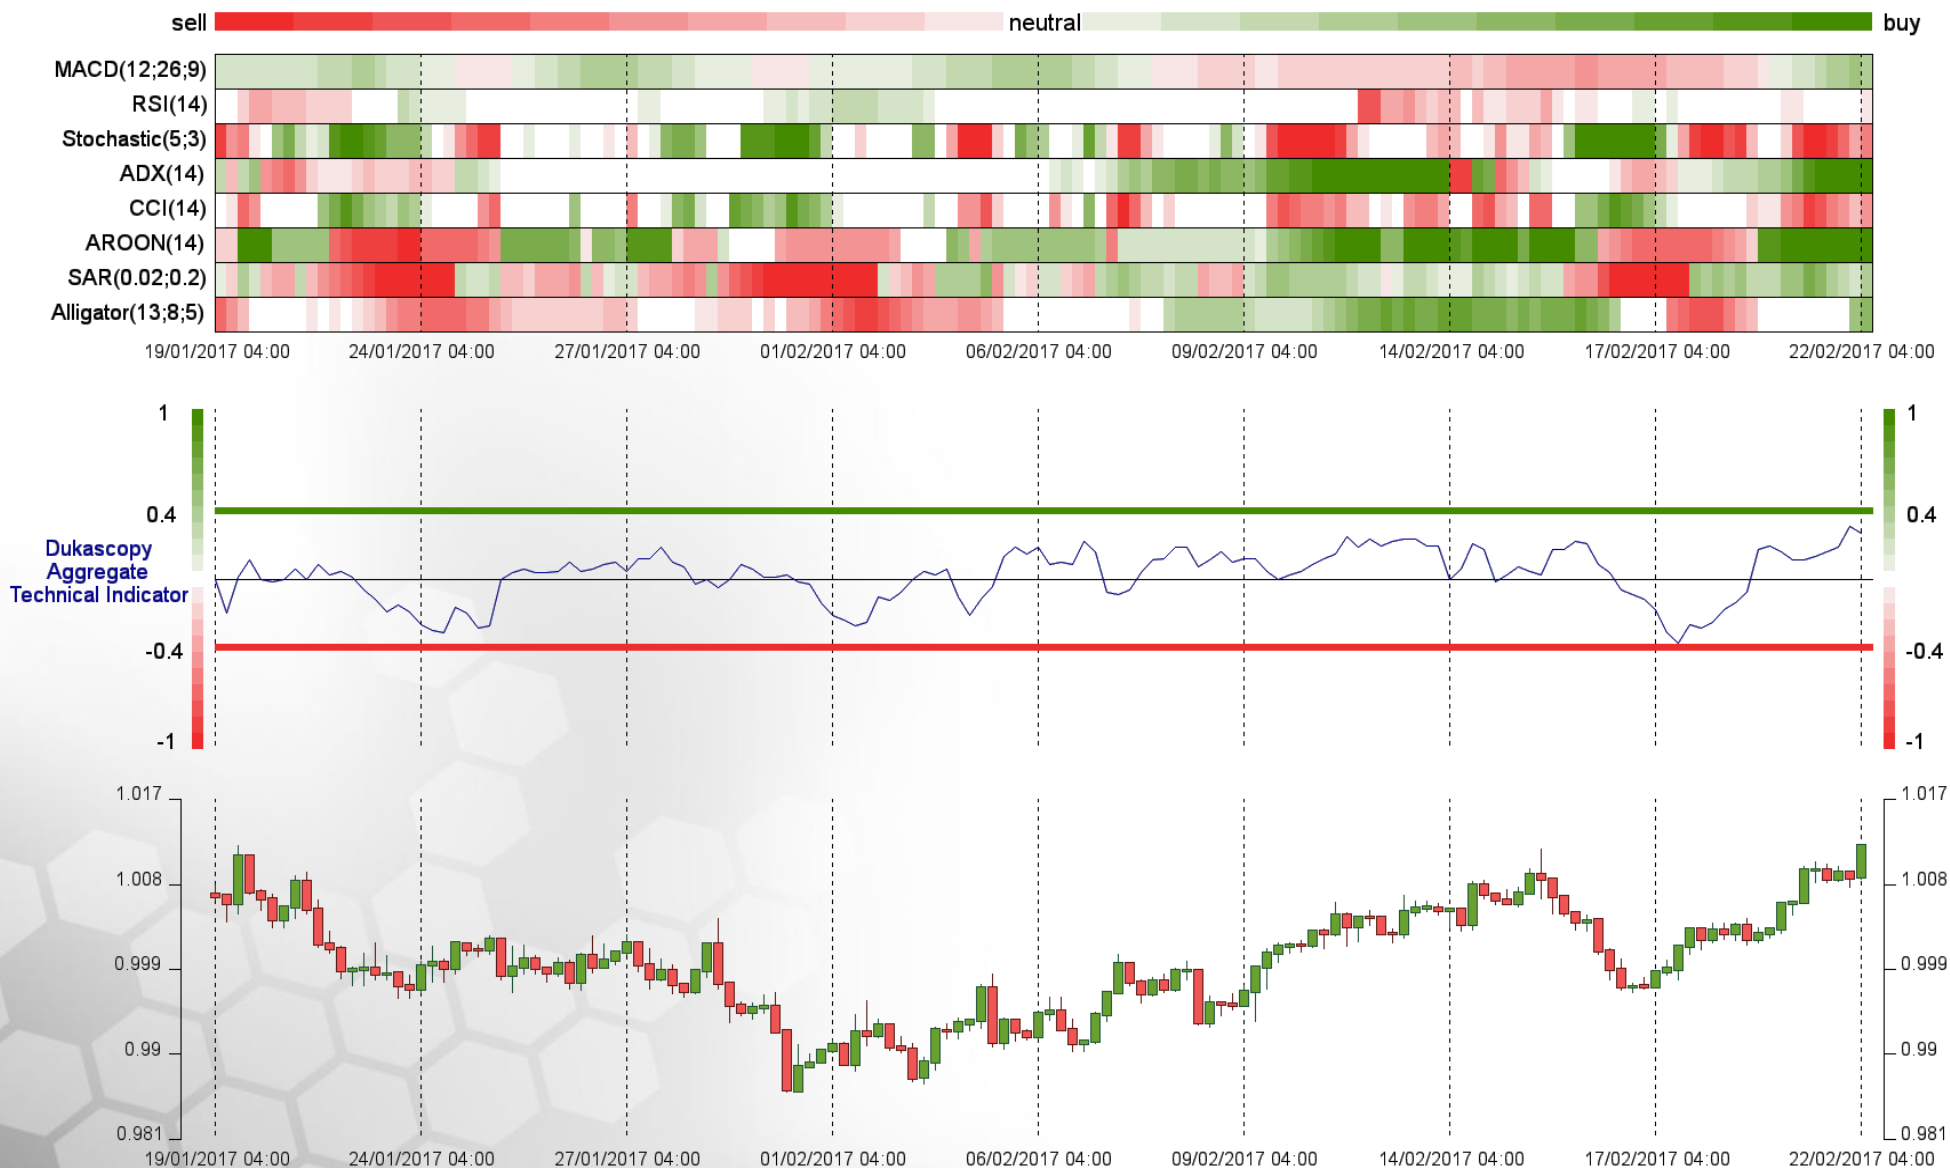 sell neutral buy
MACD(12;26;9)
RSI(14)
Stochastic(5;3)
ADX(14)
CCI(14)
AROON(14)
SAR(0.02;0.2)
Alligator(13;8;5)
19/01/2017 04:00 24/01/2017 04:00 27/01/2017 04:00 01/02/2017 04:00 06/02/2017 04:00 09/02/2017 04:00 14/02/2017 04:00 17/02/2017 04:00 22/02/2017 04:00
1 1
0.4 0.4
Dukascopy
Aggregate
Technical Indicator
-0.4 -0.4
-1 -1
1.017 1.017
1.008 1.008
0.999 0.999
0.99 0.99
0.981 0.981
19/01/2017 04:00 24/01/2017 04:00 27/01/2017 04:00 01/02/2017 04:00 06/02/2017 04:00 09/02/2017 04:00 14/02/2017 04:00 17/02/2017 04:00 22/02/2017 04:00